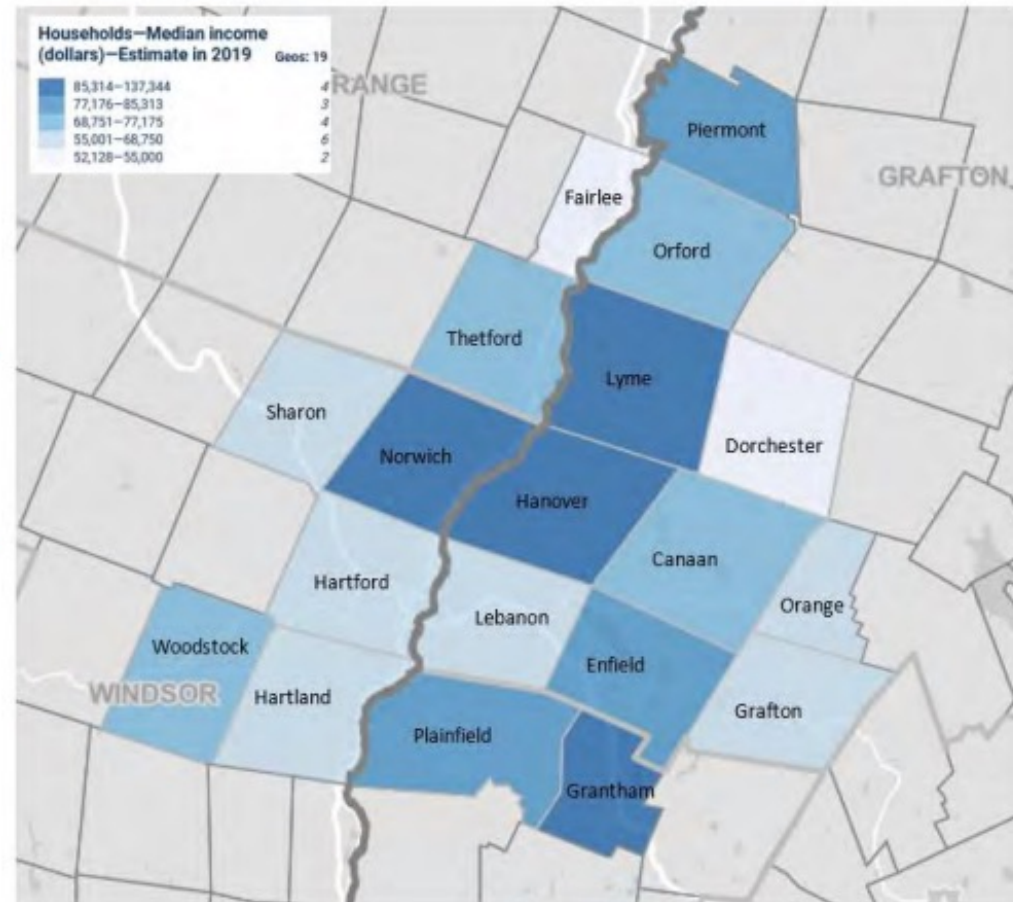 Households—Median income
(dollars)—Estimate in 2019 Geos: 19
85,314—137,344 4
77,176—85,313 3
68,751—77,175 4
55,001—68,750 6
52,128—55,000 2
RANGE
Piermont
GRAFTON
Fairlee
Orford
Thetford
Lyme
Sharon
Dorchester
Norwich
Hanover
Canaan
Hartford
Orange
Lebanon
Woodstock
Enfield
WINDSOR
Hartland
Grafton
Plainfield
Grantham